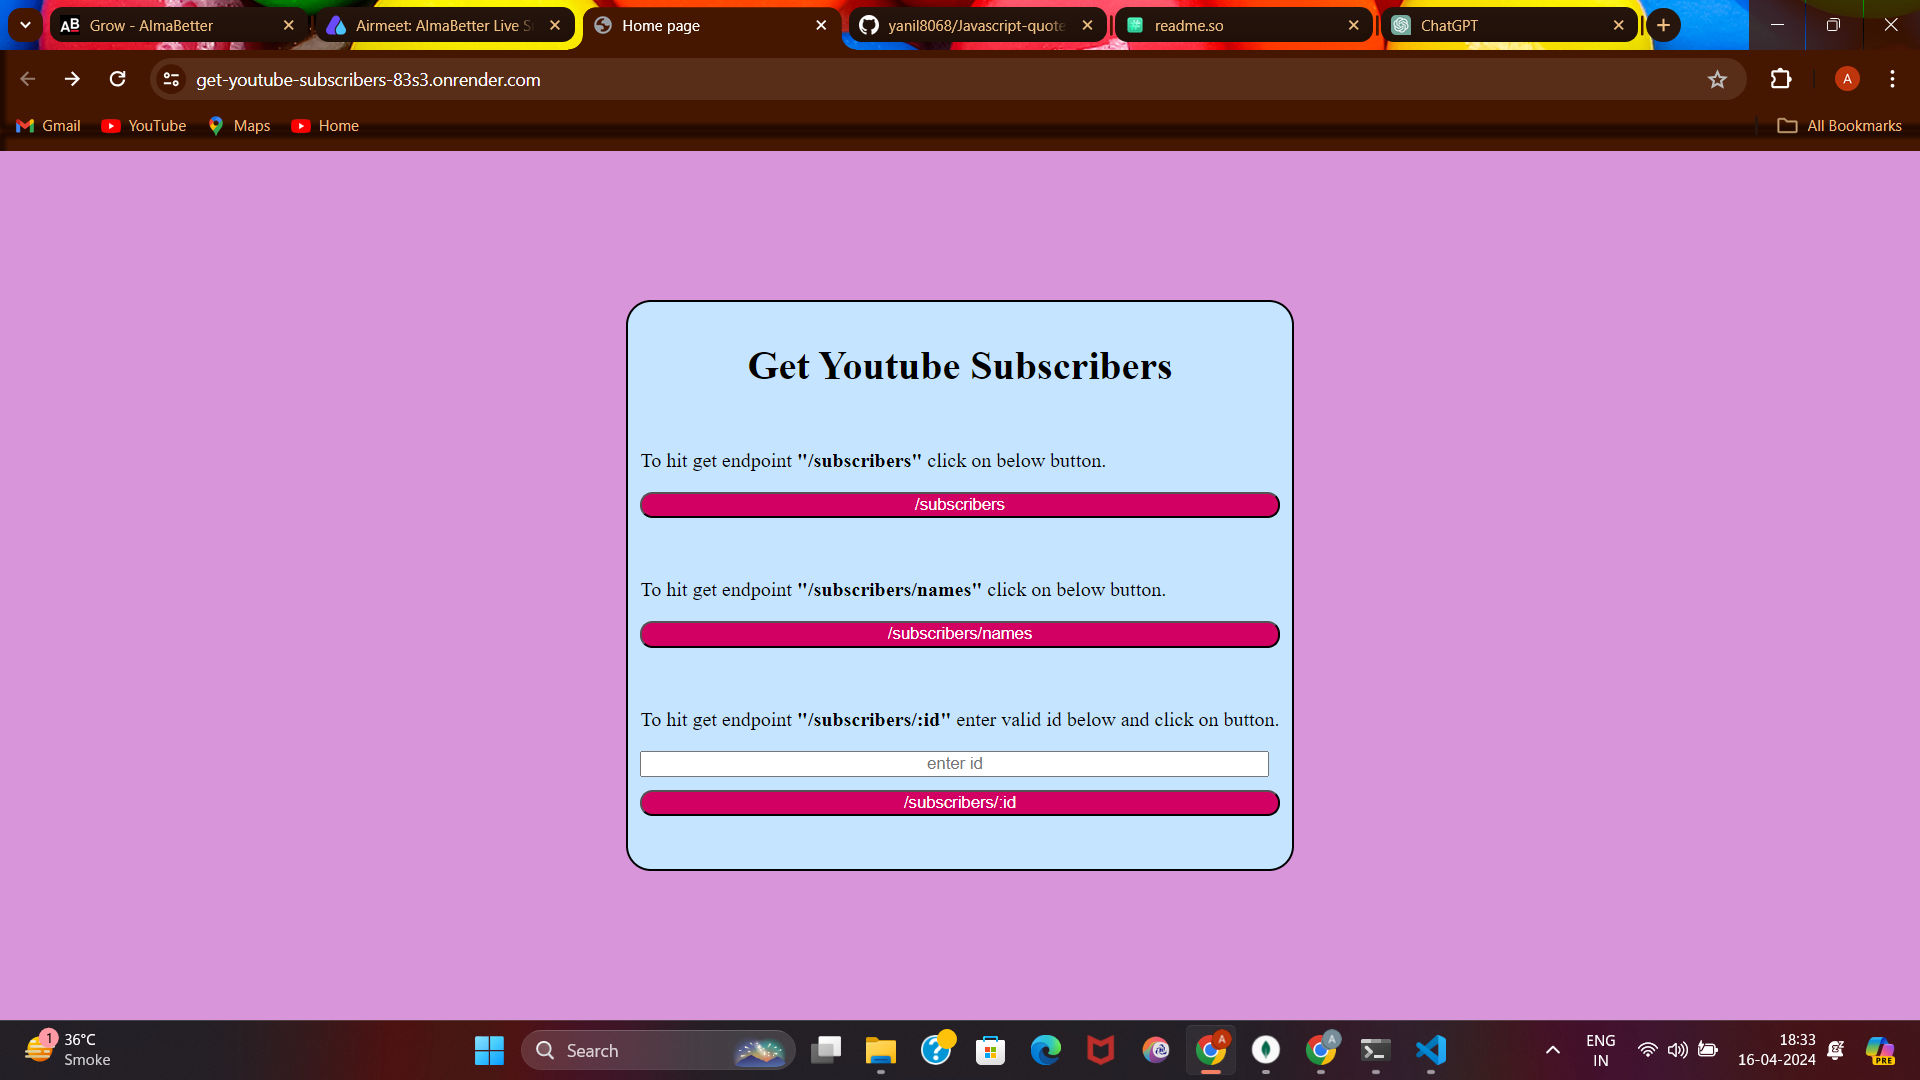 Grow - AlmaBetter
Airmeet: AlmaBetter Live S
Home page
yanil8068/Javascript-quote
readme.so
ChatGPT
get-youtube-subscribers-83s3.onrender.com
A
Gmail
YouTube
Maps
Home
All Bookmarks
Get Youtube Subscribers
To hit get endpoint "/subscribers" click on below button.
/subscribers
To hit get endpoint "/subscribers/names" click on below button.
/subscribers/names
To hit get endpoint "/subscribers/:id" enter valid id below and click on button.
enter id
/subscribers/:id
1
36°C
Smoke
Search
A
A
ENG
IN
18:33
16-04-2024
PRE